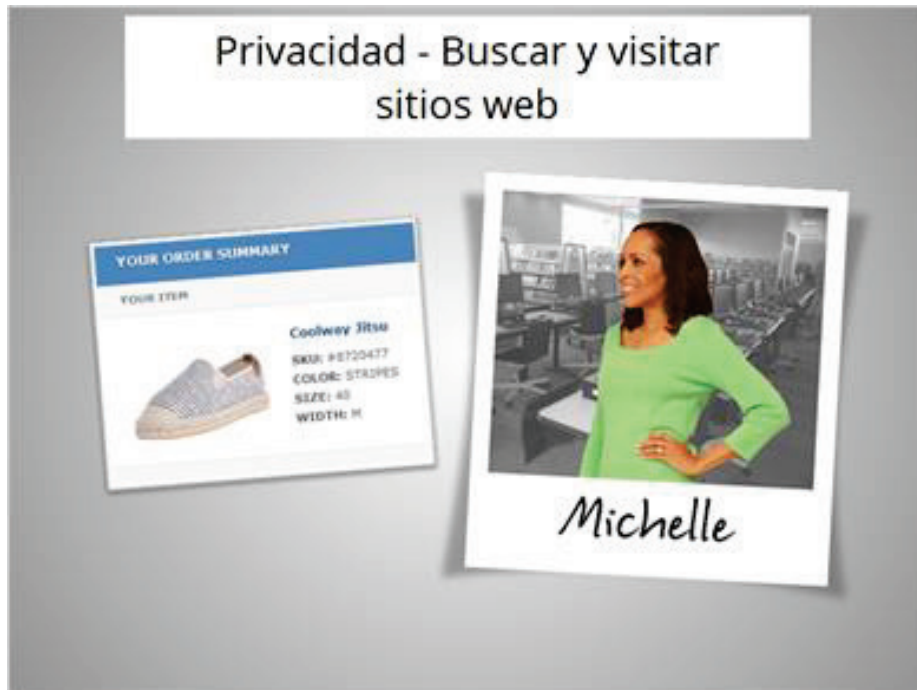 Privacidad - Buscar y visitar
sitios web
YOUR ORDER SUMMARY
YOUR ITEM
Coolway Jitsu
SKU: #8720477
COLOR: STRIPES
SIZE: 40
WIDTH: M
Michelle